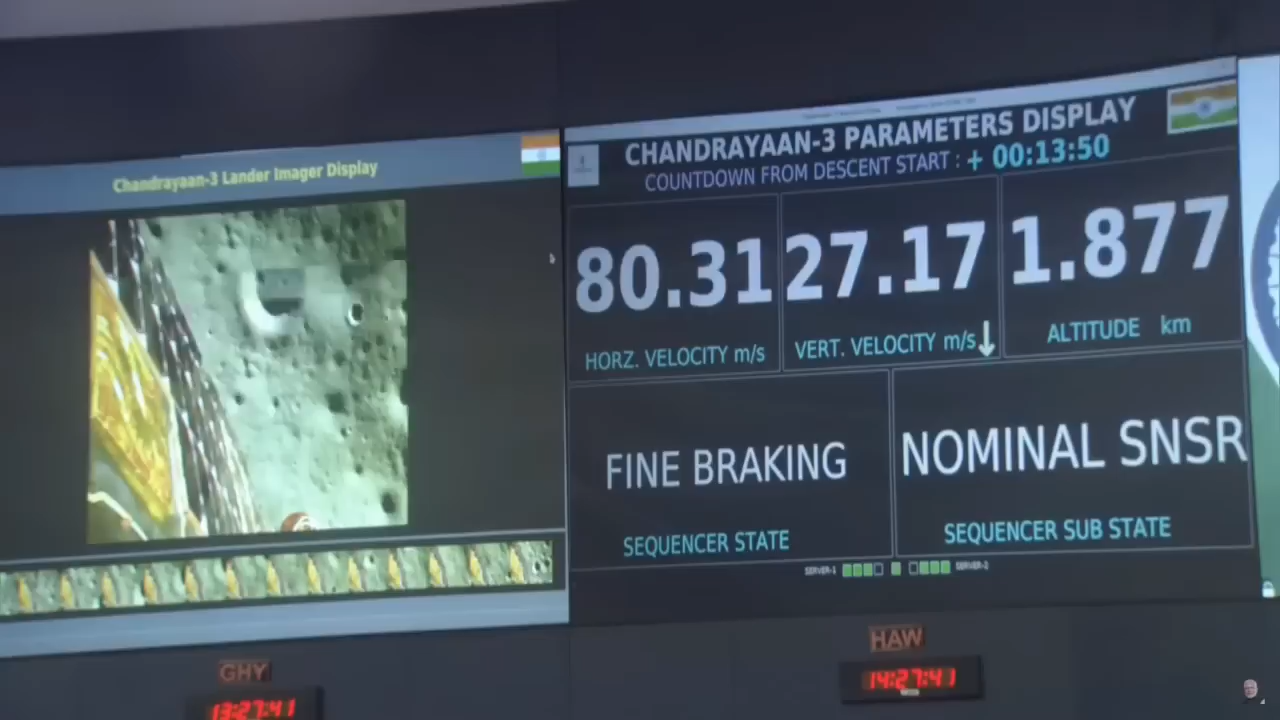 Chandrayaan-3 Lander Imager Display
CHANDRAYAAN-3 PARAMETERS DISPLAY
COUNTDOWN FROM DESCENT START : + 00:13:50
80.31 27.17 1.877
HORZ. VELOCITY m/s VERT. VELOCITY m/s ↓ ALTITUDE km
FINE BRAKING NOMINAL SNSR
SEQUENCER STATE SEQUENCER SUB STATE
SERVER-1 SERVER-2
GHY HAW
13:27:41 14:27:41